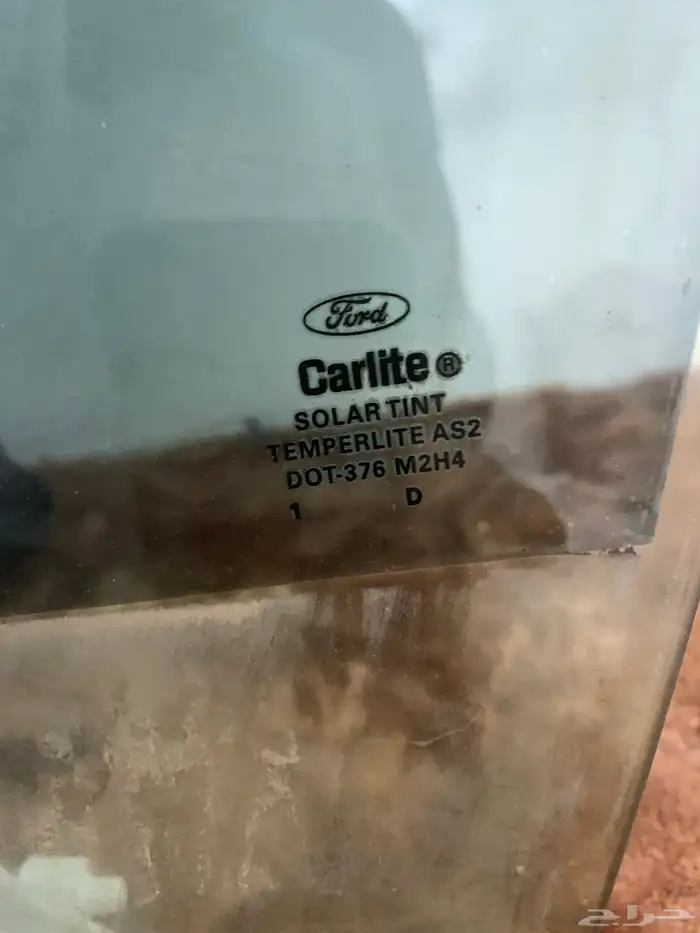 Ford
Carlite®
SOLAR TINT
TEMPERLITE AS2
DOT-376 M2H4
1 D
حراج